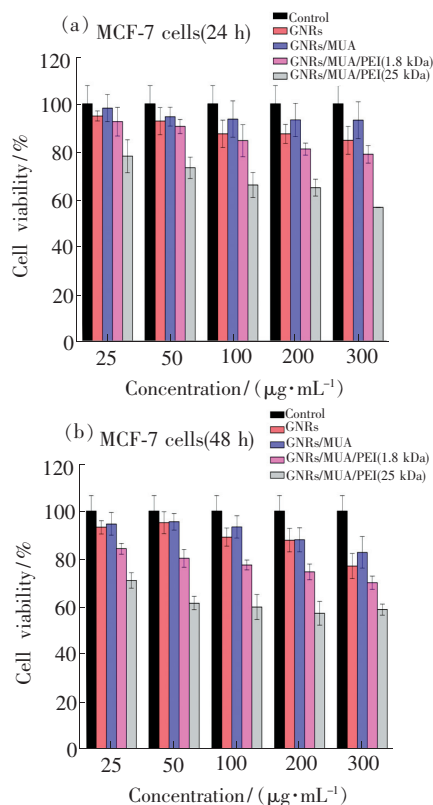 (a) MCF-7 cells(24 h)
Control
GNRs
GNRs/MUA
GNRs/MUA/PEI(1.8 kDa)
GNRs/MUA/PEI(25 kDa)
Cell viability/%
120
100
80
60
40
20
0
25 50 100 200 300
Concentration/(μg·mL⁻¹)
(b) MCF-7 cells(48 h)
Control
GNRs
GNRs/MUA
GNRs/MUA/PEI(1.8 kDa)
GNRs/MUA/PEI(25 kDa)
Cell viability/%
120
100
80
60
40
20
0
25 50 100 200 300
Concentration/(μg·mL⁻¹)